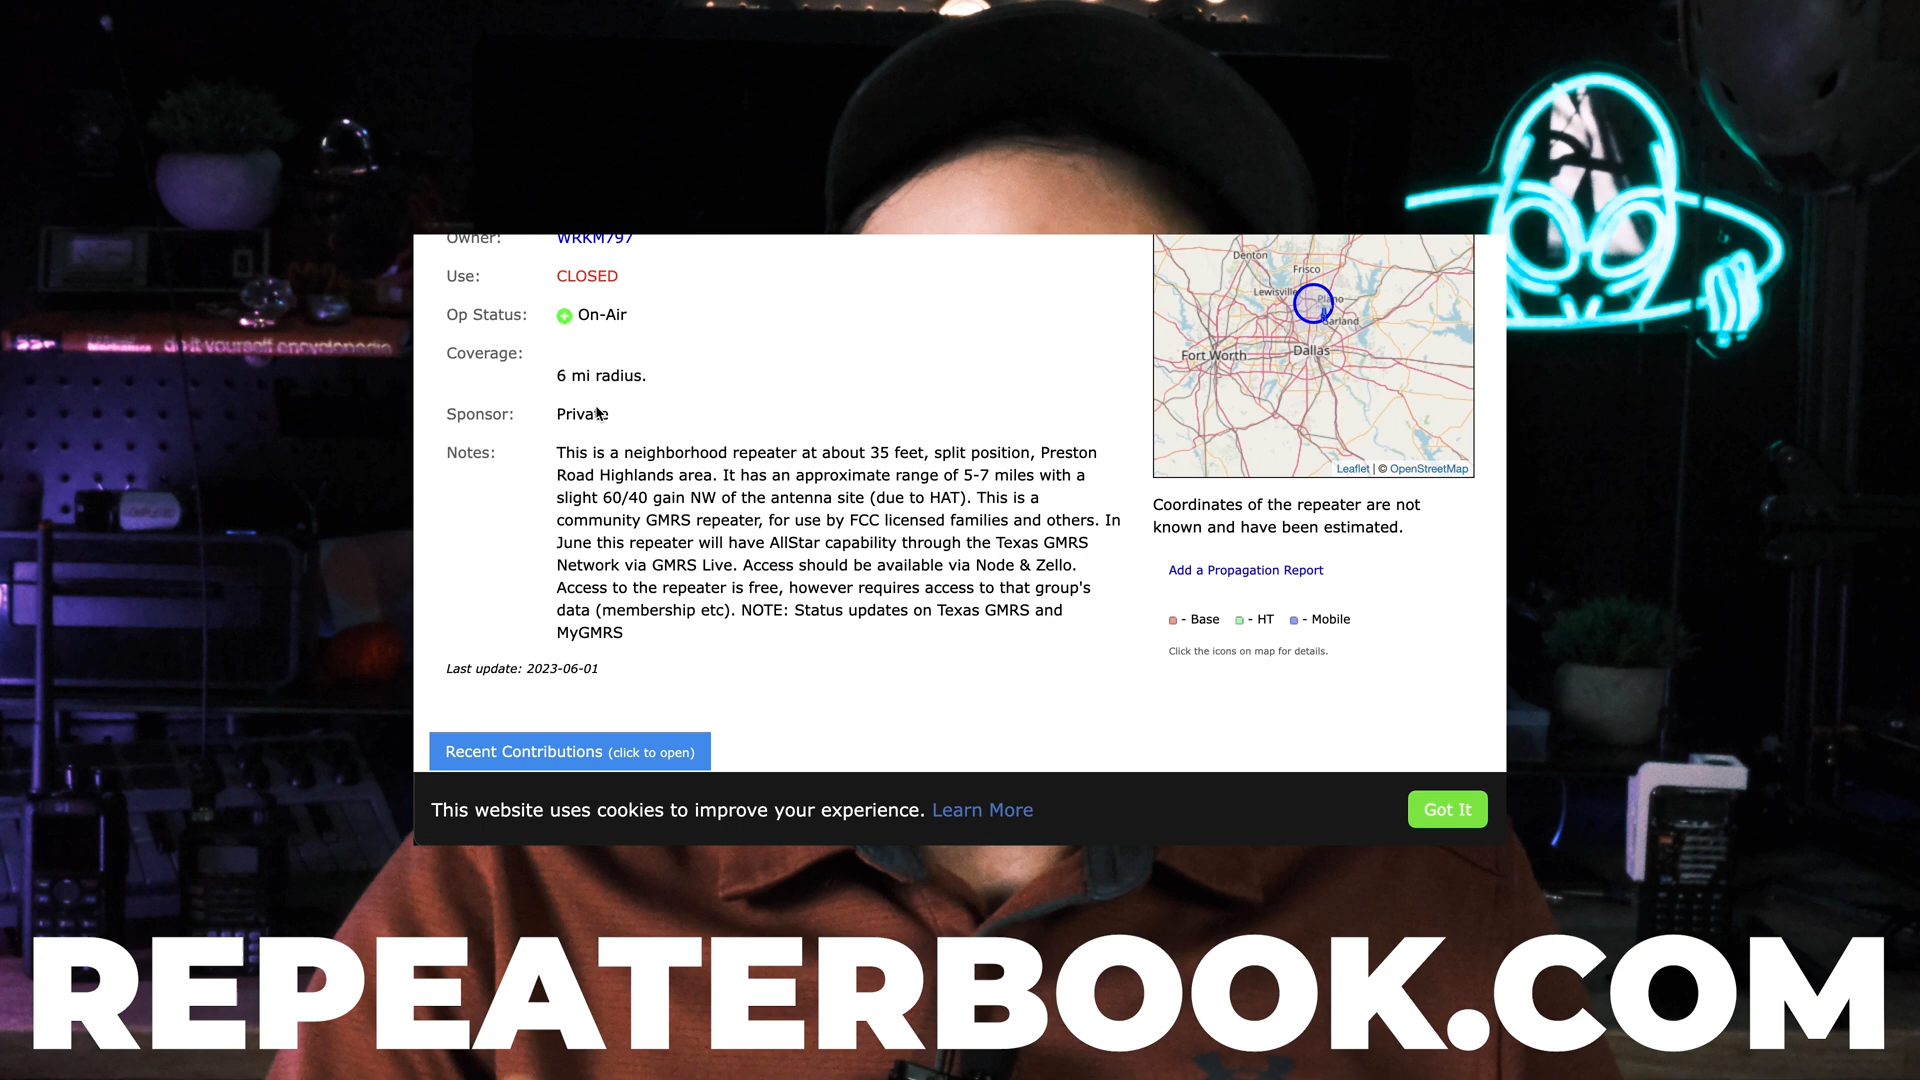 Owner: WRKM797
Use: CLOSED
Op Status: On-Air
Coverage:
6 mi radius.
Sponsor: Private
Notes: This is a neighborhood repeater at about 35 feet, split position, Preston
Road Highlands area. It has an approximate range of 5-7 miles with a
slight 60/40 gain NW of the antenna site (due to HAT). This is a
community GMRS repeater, for use by FCC licensed families and others. In
June this repeater will have AllStar capability through the Texas GMRS
Network via GMRS Live. Access should be available via Node & Zello.
Access to the repeater is free, however requires access to that group's
data (membership etc). NOTE: Status updates on Texas GMRS and
MyGMRS
Last update: 2023-06-01
Recent Contributions (click to open)
Denton
Frisco
Lewisville
Plano
Garland
Fort Worth
Dallas
Leaflet | © OpenStreetMap
Coordinates of the repeater are not
known and have been estimated.
Add a Propagation Report
- Base - HT - Mobile
Click the icons on map for details.
This website uses cookies to improve your experience. Learn More
Got It
do it yourself encyclopedia
REPEATERBOOK.COM